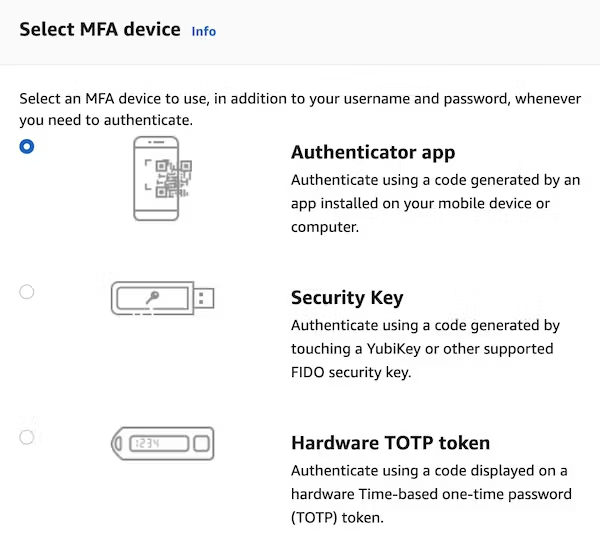 Select MFA device Info
Select an MFA device to use, in addition to your username and password, whenever
you need to authenticate.
Authenticator app
Authenticate using a code generated by an
app installed on your mobile device or
computer.
Security Key
Authenticate using a code generated by
touching a YubiKey or other supported
FIDO security key.
1234
Hardware TOTP token
Authenticate using a code displayed on a
hardware Time-based one-time password
(TOTP) token.